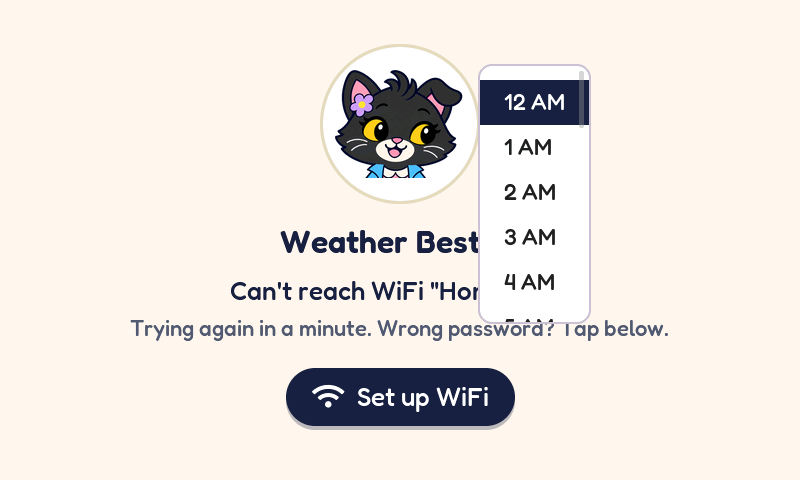 12 AM
1 AM
2 AM
3 AM
4 AM
Weather Best
Can't reach WiFi "Hor
Trying again in a minute. Wrong password? Tap below.
Set up WiFi